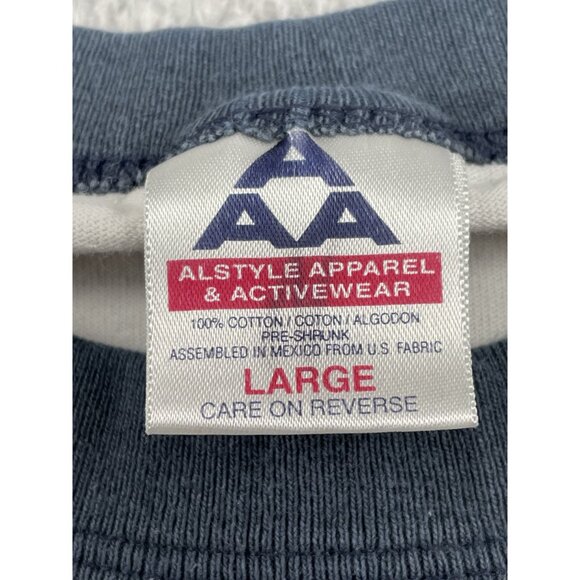 A
AA
ALSTYLE APPAREL
& ACTIVEWEAR
100% COTTON / COTON / ALGODON
PRE-SHRUNK
ASSEMBLED IN MEXICO FROM U.S. FABRIC
LARGE
CARE ON REVERSE